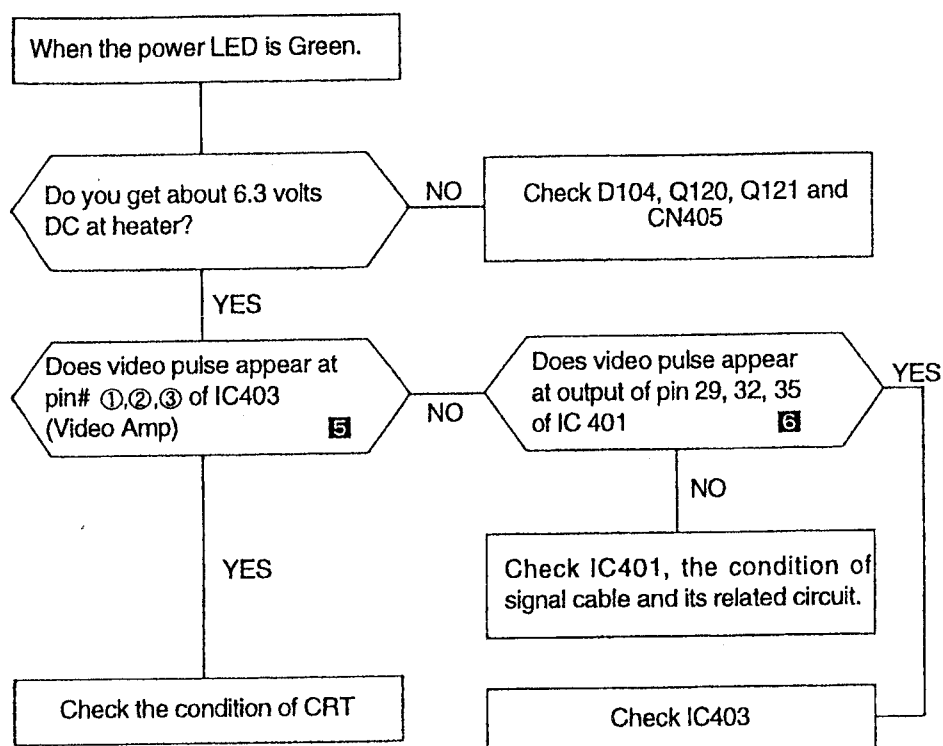 When the power LED is Green.
Do you get about 6.3 volts
DC at heater?
NO
Check D104, Q120, Q121 and
CN405
YES
Does video pulse appear at
pin# ①,②,③ of IC403
(Video Amp) 5
NO
Does video pulse appear
at output of pin 29, 32, 35
of IC 401 6
YES
NO
Check IC401, the condition of
signal cable and its related circuit.
YES
Check the condition of CRT
Check IC403